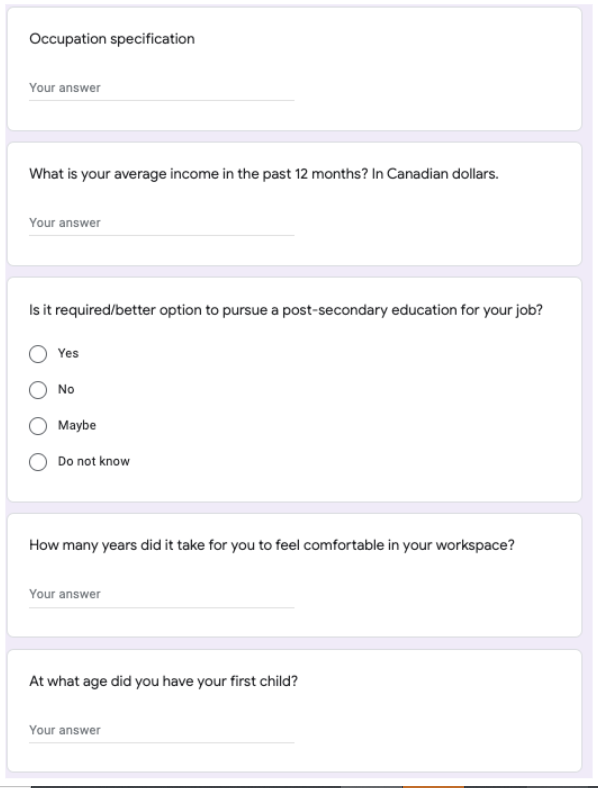 Occupation specification
Your answer
What is your average income in the past 12 months? In Canadian dollars.
Your answer
Is it required/better option to pursue a post-secondary education for your job?
Yes
No
Maybe
Do not know
How many years did it take for you to feel comfortable in your workspace?
Your answer
At what age did you have your first child?
Your answer